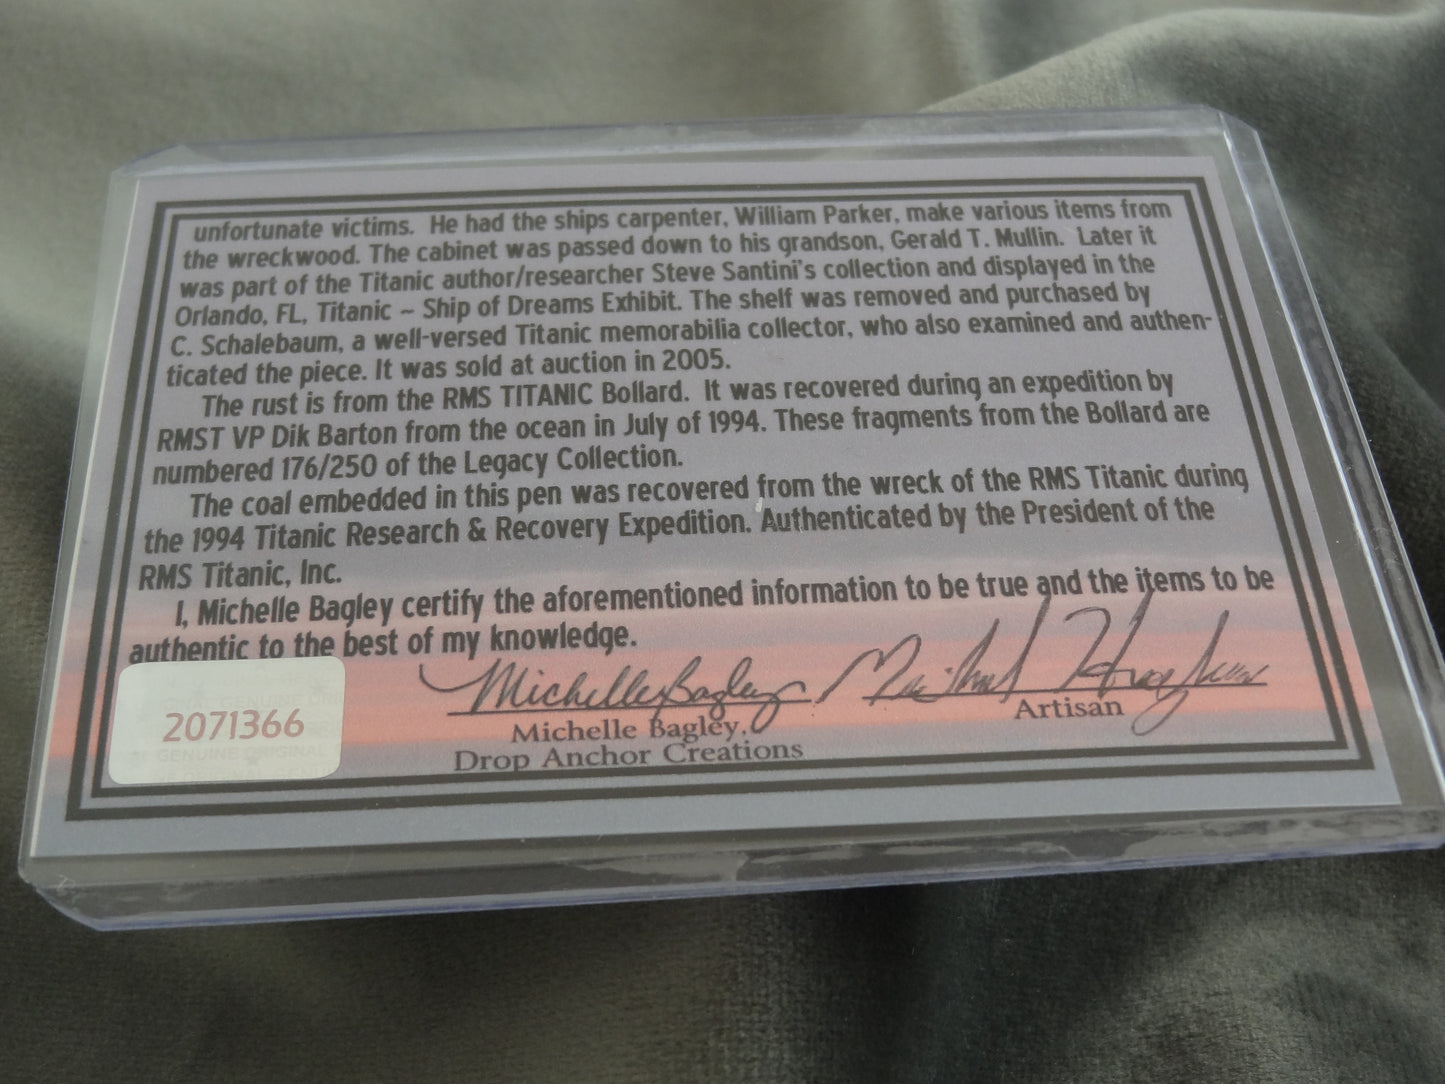 unfortunate victims. He had the ships carpenter, William Parker, make various items from
the wreckwood. The cabinet was passed down to his grandson, Gerald T. Mullin. Later it
was part of the Titanic author/researcher Steve Santini's collection and displayed in the
Orlando, FL, Titanic ~ Ship of Dreams Exhibit. The shelf was removed and purchased by
C. Schalebaum, a well-versed Titanic memorabilia collector, who also examined and authen-
ticated the piece. It was sold at auction in 2005.
The rust is from the RMS TITANIC Bollard. It was recovered during an expedition by
RMST VP Dik Barton from the ocean in July of 1994. These fragments from the Bollard are
numbered 176/250 of the Legacy Collection.
The coal embedded in this pen was recovered from the wreck of the RMS Titanic during
the 1994 Titanic Research & Recovery Expedition. Authenticated by the President of the
RMS Titanic, Inc.
I, Michelle Bagley certify the aforementioned information to be true and the items to be
authentic to the best of my knowledge.
Michelle Bagley
Michelle Bagley,
Drop Anchor Creations
Artisan
2071366
GENUINE ORIGINAL